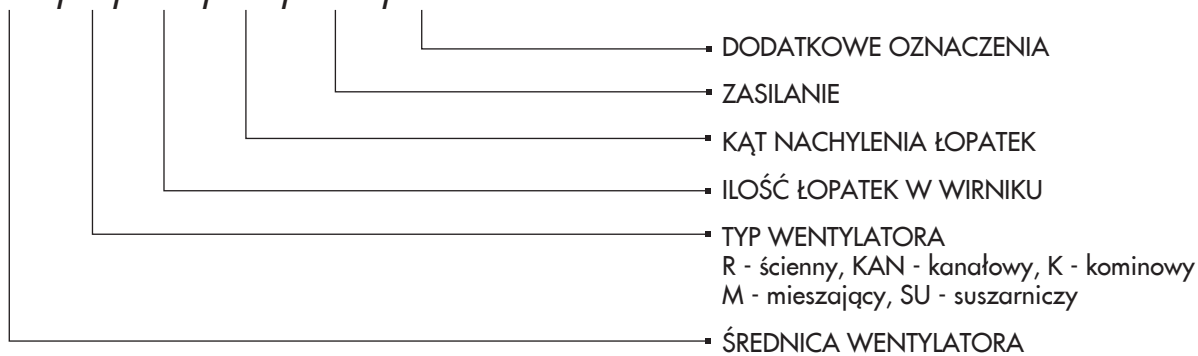 DODATKOWE OZNACZENIA
ZASILANIE
KĄT NACHYLENIA ŁOPATEK
ILOŚĆ ŁOPATEK W WIRNIKU
TYP WENTYLATORA
R - ścienny, KAN - kanałowy, K - kominowy
M - mieszający, SU - suszarniczy
ŚREDNICA WENTYLATORA